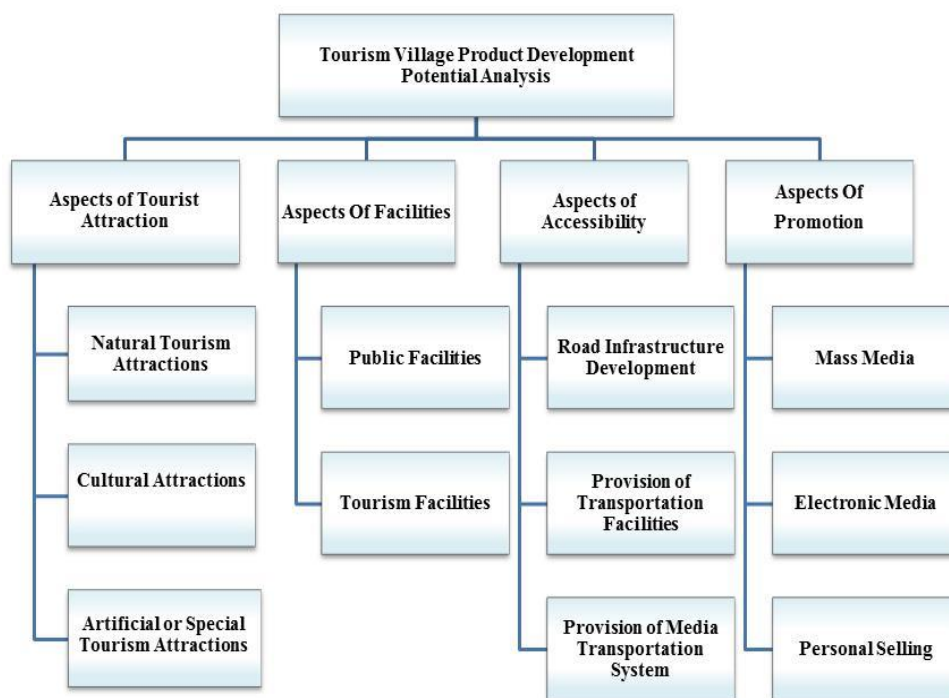 Tourism Village Product Development
Potential Analysis
Aspects of Tourist
Attraction
Natural Tourism
Attractions
Cultural Attractions
Artificial or Special
Tourism Attractions
Aspects Of Facilities
Public Facilities
Tourism Facilities
Aspects of
Accessibility
Road Infrastructure
Development
Provision of
Transportation
Facilities
Provision of Media
Transportation
System
Aspects Of
Promotion
Mass Media
Electronic Media
Personal Selling